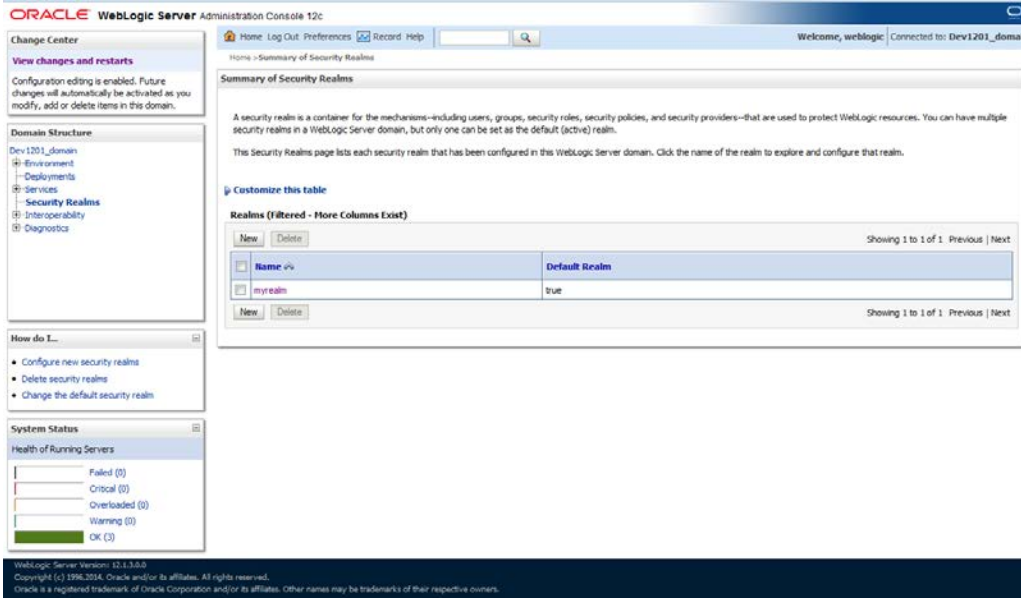 ORACLE WebLogic Server Administration Console 12c
Change Center
View changes and restarts
Configuration editing is enabled. Future
changes will automatically be activated as you
modify, add or delete items in this domain.
Domain Structure
Dev1201_domain
Environment
Deployments
Services
Security Realms
Interoperability
Diagnostics
How do I...
Configure new security realms
Delete security realms
Change the default security realm
System Status
Health of Running Servers
Failed (0)
Critical (0)
Overloaded (0)
Warning (0)
OK (3)
Home Log Out Preferences Record Help
Welcome, weblogic Connected to: Dev1201_doma
Home >Summary of Security Realms
Summary of Security Realms
A security realm is a container for the mechanisms--including users, groups, security roles, security policies, and security providers--that are used to protect WebLogic resources. You can have multiple
security realms in a WebLogic Server domain, but only one can be set as the default (active) realm.
This Security Realms page lists each security realm that has been configured in this WebLogic Server domain. Click the name of the realm to explore and configure that realm.
Customize this table
Realms (Filtered - More Columns Exist)
New Delete Showing 1 to 1 of 1 Previous | Next
Name Default Realm
myrealm true
New Delete Showing 1 to 1 of 1 Previous | Next
WebLogic Server Version: 12.1.3.0.0
Copyright (c) 1996,2014, Oracle and/or its affiliates. All rights reserved.
Oracle is a registered trademark of Oracle Corporation and/or its affiliates. Other names may be trademarks of their respective owners.